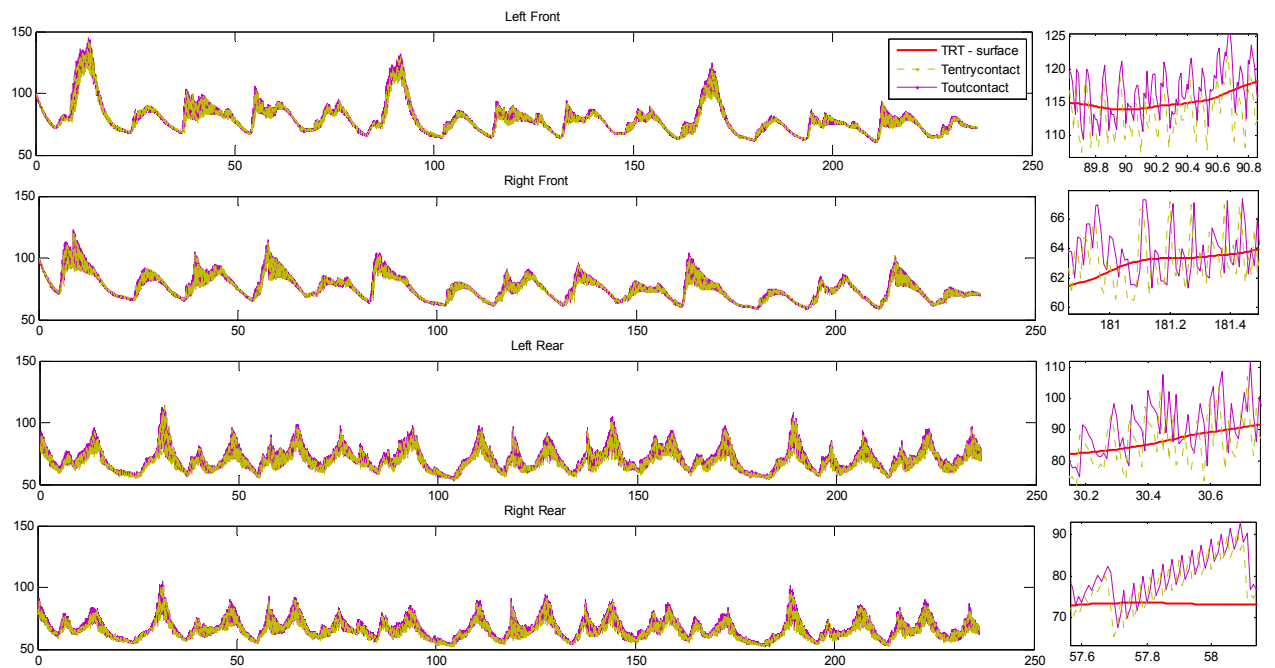 Left Front
150
100
50
0 50 100 150 200 250
TRT - surface
Tentrycontact
Toutcontact
125
120
115
110
89.8 90 90.2 90.4 90.6 90.8
Right Front
150
100
50
0 50 100 150 200 250
66
64
62
60
181 181.2 181.4
Left Rear
150
100
50
0 50 100 150 200 250
110
100
90
80
30.2 30.4 30.6
Right Rear
150
100
50
0 50 100 150 200 250
90
80
70
57.6 57.8 58